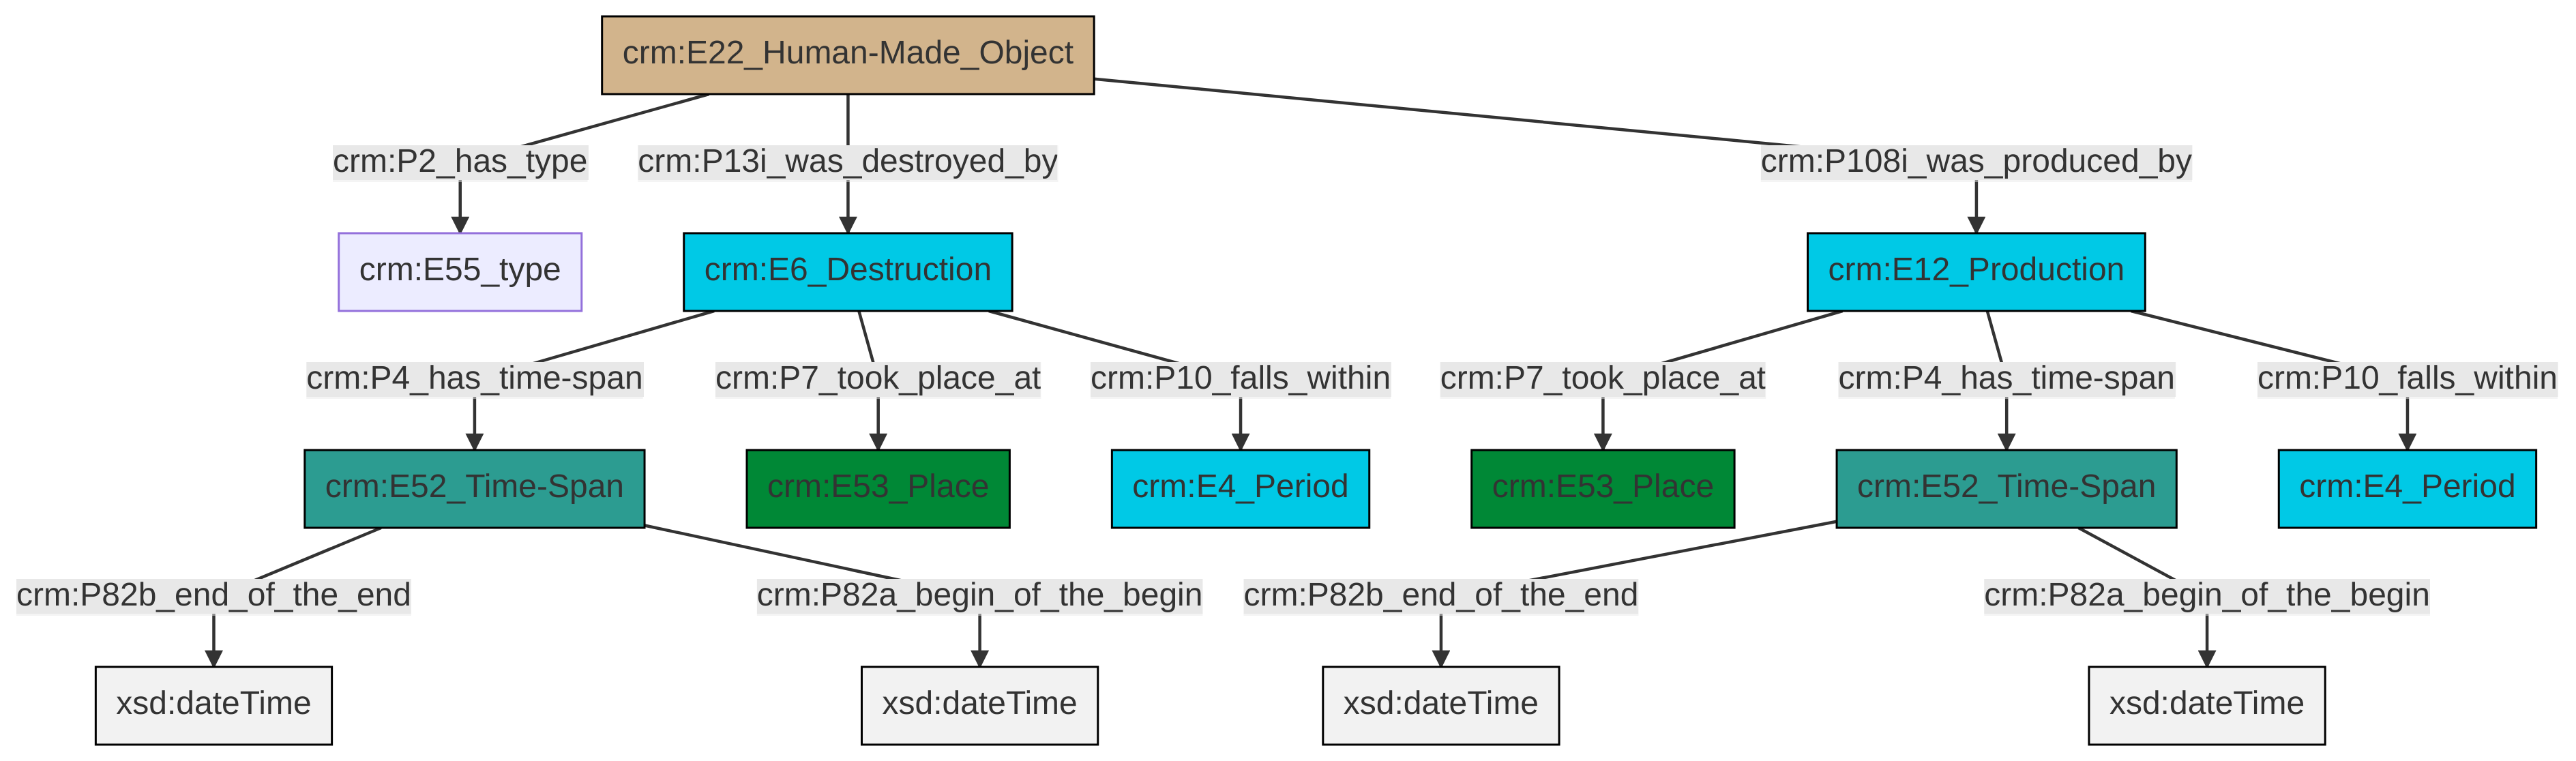 crm:E22_Human-Made_Object
crm:P2_has_type
crm:P13i_was_destroyed_by
crm:P108i_was_produced_by
crm:E55_type
crm:E6_Destruction
crm:E12_Production
crm:P4_has_time-span
crm:P7_took_place_at
crm:P10_falls_within
crm:P7_took_place_at
crm:P4_has_time-span
crm:P10_falls_within
crm:E52_Time-Span
crm:E53_Place
crm:E4_Period
crm:E53_Place
crm:E52_Time-Span
crm:E4_Period
crm:P82b_end_of_the_end
crm:P82a_begin_of_the_begin
crm:P82b_end_of_the_end
crm:P82a_begin_of_the_begin
xsd:dateTime
xsd:dateTime
xsd:dateTime
xsd:dateTime